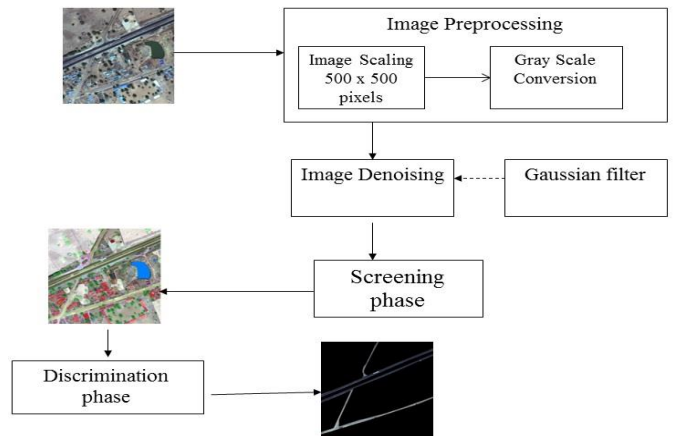 Image Preprocessing
Image Scaling
500 x 500
pixels
Gray Scale
Conversion
Image Denoising
Gaussian filter
Screening
phase
Discrimination
phase